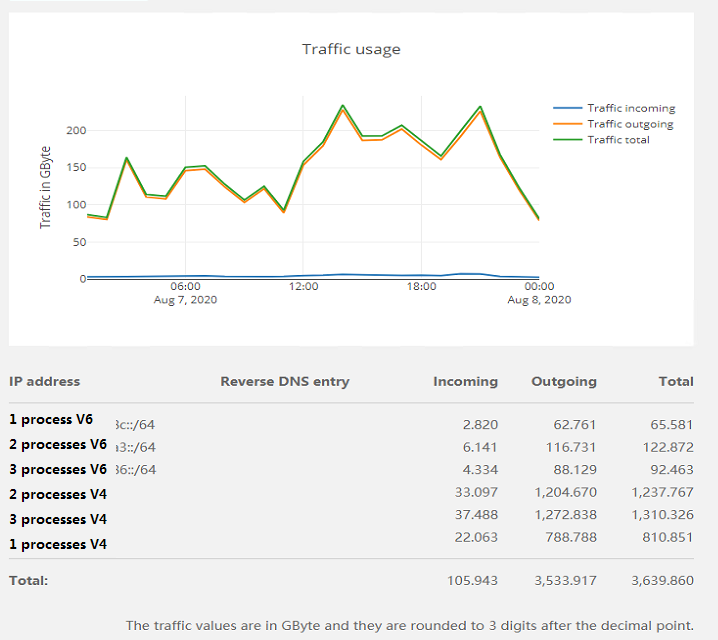 Traffic usage
Traffic incoming
Traffic outgoing
Traffic total
Traffic in GByte
200
150
100
50
0
06:00 12:00 18:00 00:00
Aug 7, 2020 Aug 8, 2020
IP address Reverse DNS entry Incoming Outgoing Total
1 process V6 3c::/64 2.820 62.761 65.581
2 process V6 a3::/64 6.141 116.731 122.872
3 process V6 36::/64 4.334 88.129 92.463
2 processes V4 33.097 1,204.670 1,237.767
3 processes V4 37.488 1,272.838 1,310.326
1 processes V4 22.063 788.788 810.851
Total: 105.943 3,533.917 3,639.860
The traffic values are in GByte and they are rounded to 3 digits after the decimal point.